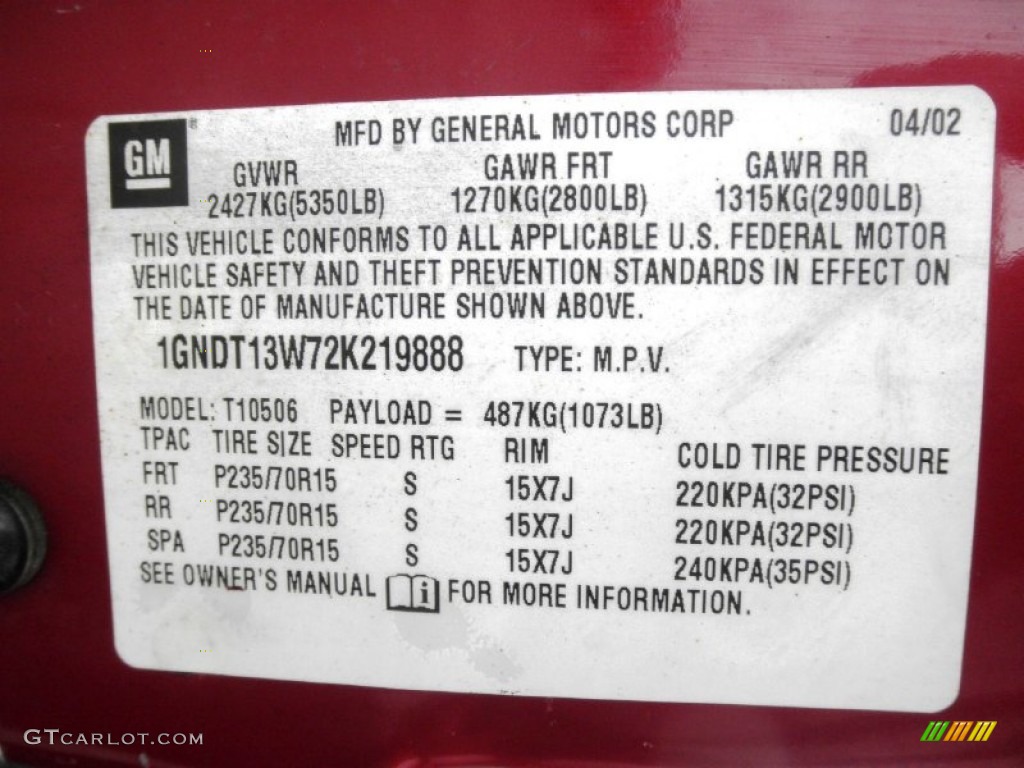 GM® MFD BY GENERAL MOTORS CORP 04/02
GVWR GAWR FRT GAWR RR
2427KG(5350LB) 1270KG(2800LB) 1315KG(2900LB)
THIS VEHICLE CONFORMS TO ALL APPLICABLE U.S. FEDERAL MOTOR
VEHICLE SAFETY AND THEFT PREVENTION STANDARDS IN EFFECT ON
THE DATE OF MANUFACTURE SHOWN ABOVE.
1GNDT13W72K219888 TYPE: M.P.V.
MODEL: T10506 PAYLOAD = 487KG(1073LB)
TPAC TIRE SIZE SPEED RTG RIM COLD TIRE PRESSURE
FRT P235/70R15 S 15X7J 220KPA(32PSI)
RR P235/70R15 S 15X7J 220KPA(32PSI)
SPA P235/70R15 S 15X7J 240KPA(35PSI)
SEE OWNER'S MANUAL i FOR MORE INFORMATION.
GTCARLOT.COM